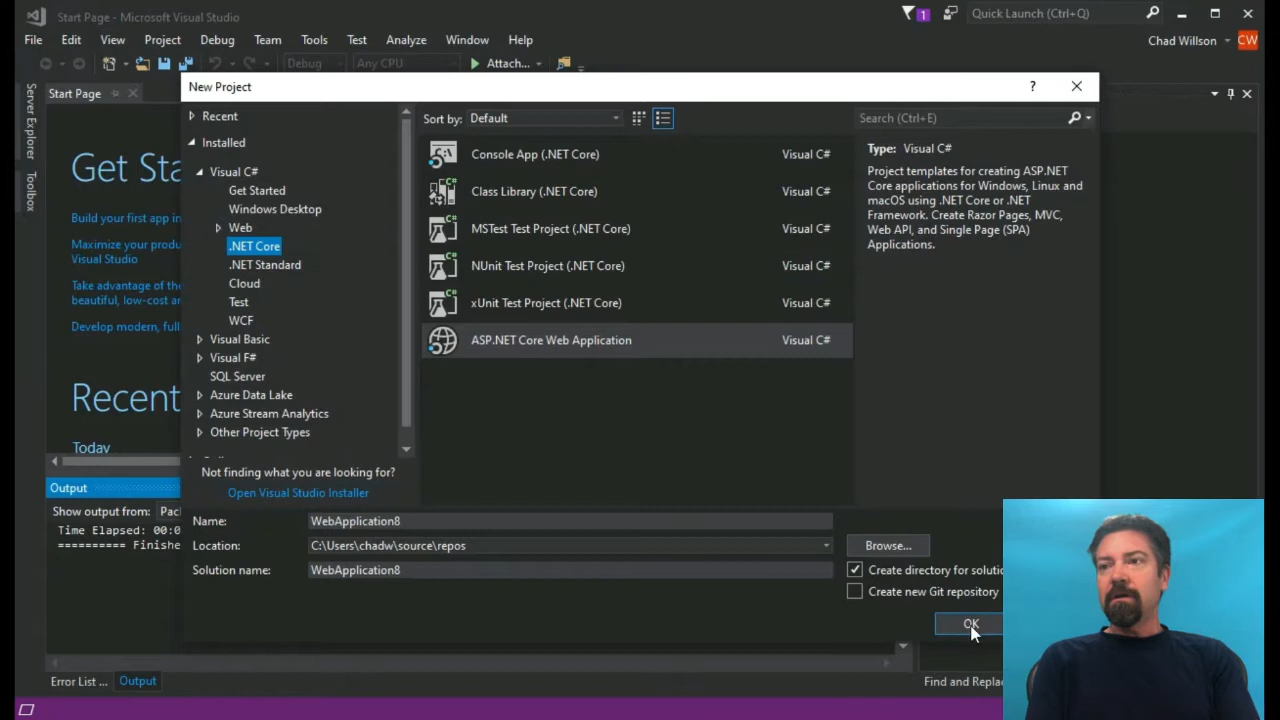 Start Page - Microsoft Visual Studio
1
Quick Launch (Ctrl+Q)
File Edit View Project Debug Team Tools Test Analyze Window Help
Chad Willson CW
Debug Any CPU Attach...
Server Explorer
Toolbox
Start Page
Get Sta
Build your first app in
Maximize your produ
Visual Studio
Take advantage of the
beautiful, low-cost ar
Develop modern, full
Recent
Today
New Project
?
Recent
Installed
Visual C#
Get Started
Windows Desktop
Web
.NET Core
.NET Standard
Cloud
Test
WCF
Visual Basic
Visual F#
SQL Server
Azure Data Lake
Azure Stream Analytics
Other Project Types
Not finding what you are looking for?
Open Visual Studio Installer
Sort by: Default
Console App (.NET Core) Visual C#
Class Library (.NET Core) Visual C#
MSTest Test Project (.NET Core) Visual C#
NUnit Test Project (.NET Core) Visual C#
xUnit Test Project (.NET Core) Visual C#
ASP.NET Core Web Application Visual C#
Search (Ctrl+E)
Type: Visual C#
Project templates for creating ASP.NET
Core applications for Windows, Linux and
macOS using .NET Core or .NET
Framework. Create Razor Pages, MVC,
Web API, and Single Page (SPA)
Applications.
Name: WebApplication8
Location: C:\Users\chadw\source\repos
Browse...
Solution name: WebApplication8
Create directory for solutio
Create new Git repository
OK
Output
Show output from: Pac
Time Elapsed: 00:0
========== Finishe
Error List ... Output
Find and Replac